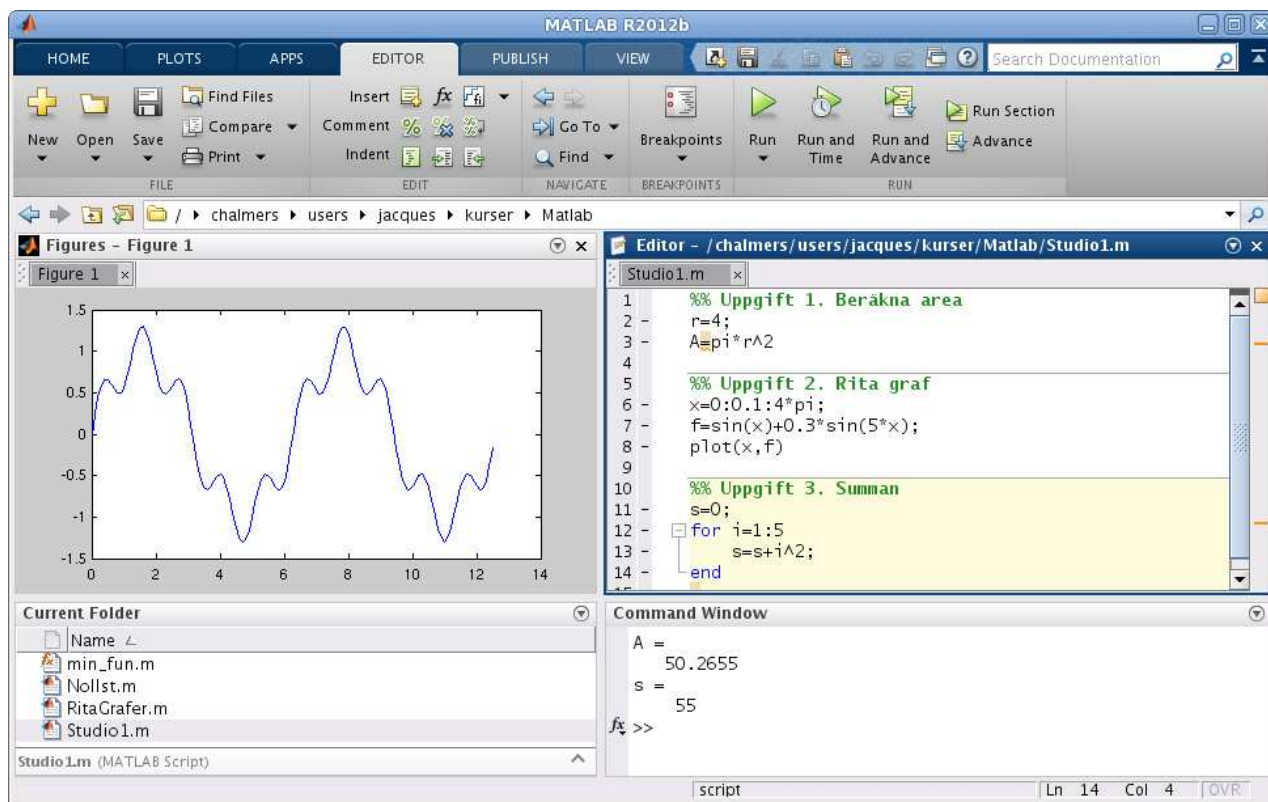 MATLAB R2012b
HOME PLOTS APPS EDITOR PUBLISH VIEW Search Documentation
New Open Save Find Files Compare Print
FILE
Insert fx fi
Comment % %
Indent
EDIT
Go To
Find
NAVIGATE
Breakpoints
BREAKPOINTS
Run Run and Time Run and Advance Run Section Advance
RUN
/ chalmers users jacques kurser Matlab
Figures - Figure 1
Figure 1
1.5
1
0.5
0
-0.5
-1
-1.5
0 2 4 6 8 10 12 14
Editor - /chalmers/users/jacques/kurser/Matlab/Studio1.m
Studio1.m
1 %% Uppgift 1. Beräkna area
2 - r=4;
3 - A=pi*r^2
4
5 %% Uppgift 2. Rita graf
6 - x=0:0.1:4*pi;
7 - f=sin(x)+0.3*sin(5*x);
8 - plot(x,f)
9
10 %% Uppgift 3. Summan
11 - s=0;
12 - for i=1:5
13 - s=s+i^2;
14 - end
Current Folder
Name
min_fun.m
Nollst.m
RitaGrafer.m
Studio1.m
Studio1.m (MATLAB Script)
Command Window
A =
50.2655
s =
55
fx >>
script Ln 14 Col 4 OVR